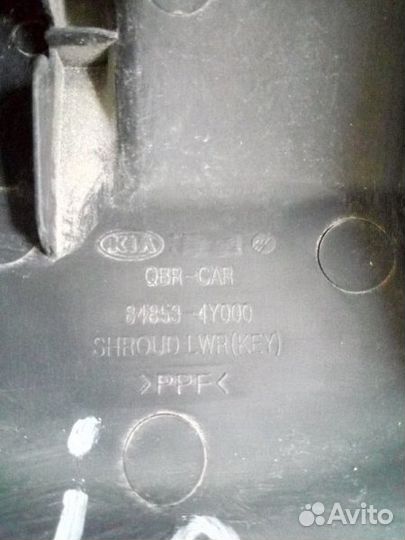 KIA
QBR-CAR
84853-4Y000
SHROUD LWR(KEY)
>PPF<
Avito